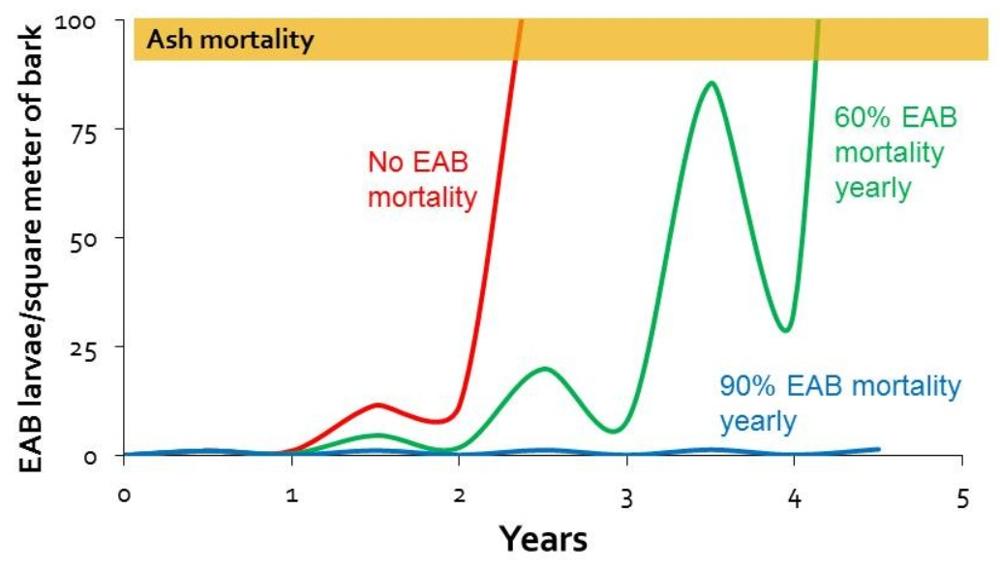 EAB larvae/square meter of bark
100
75
50
25
0
Ash mortality
No EAB
mortality
60% EAB
mortality
yearly
90% EAB mortality
yearly
0
1
2
3
4
5
Years